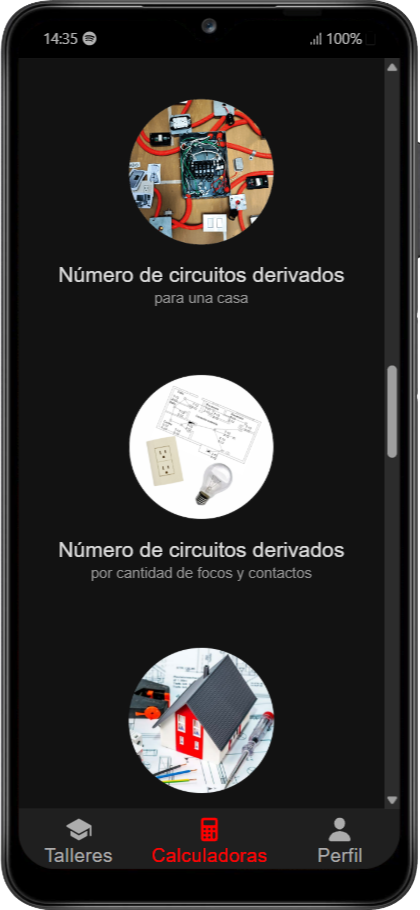 14:35
100%
Número de circuitos derivados
para una casa
Número de circuitos derivados
por cantidad de focos y contactos
Talleres
Calculadoras
Perfil